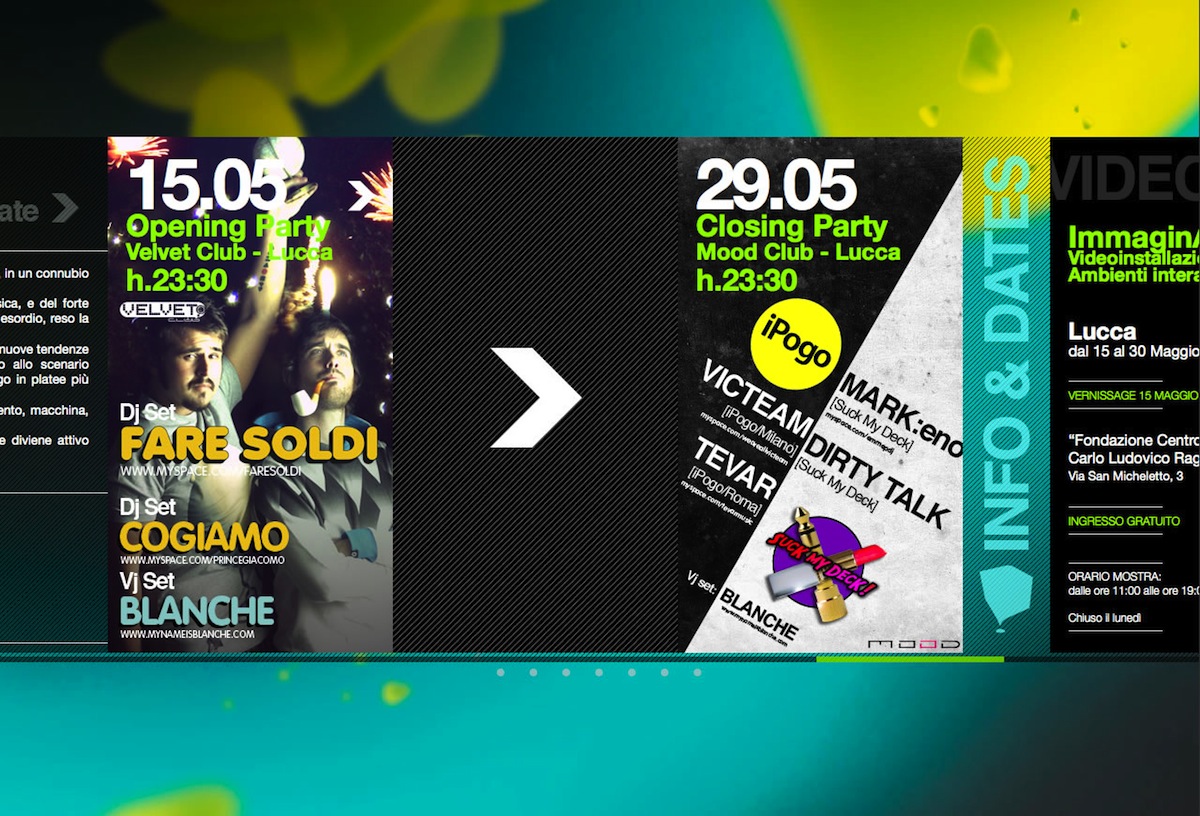 ate
, in un connubio
sica, e del forte
esordio, reso la
nuove tendenze
o allo scenario
go in platee più
ento, macchina,
e diviene attivo
15.05
Opening Party
Velvet Club - Lucca
h.23:30
VELVET
CLUB
Dj Set
FARE SOLDI
WWW.MYSPACE.COM/FARESOLDI
Dj Set
COGIAMO
WWW.MYSPACE.COM/PRINCEGIACOMO
Vj Set
BLANCHE
WWW.MYNAMEISBLANCHE.COM
29.05
Closing Party
Mood Club - Lucca
h.23:30
iPogo
VICTEAM
[iPogo/Milano]
TEVAR
[iPogo/Roma]
MARK:eno
[Suck My Deck]
DIRTY TALK
[Suck My Deck]
SUCK MY DECK!
Vj set:
BLANCHE
MOOD
INFO & DATES
VIDEO
Immagin
Videoinstallazi
Ambienti intera
Lucca
dal 15 al 30 Maggio
VERNISSAGE 15 MAGGIO
“Fondazione Centro
Carlo Ludovico Rag
Via San Micheletto, 3
INGRESSO GRATUITO
ORARIO MOSTRA:
dalle ore 11:00 alle ore 19:0
Chiuso il lunedì